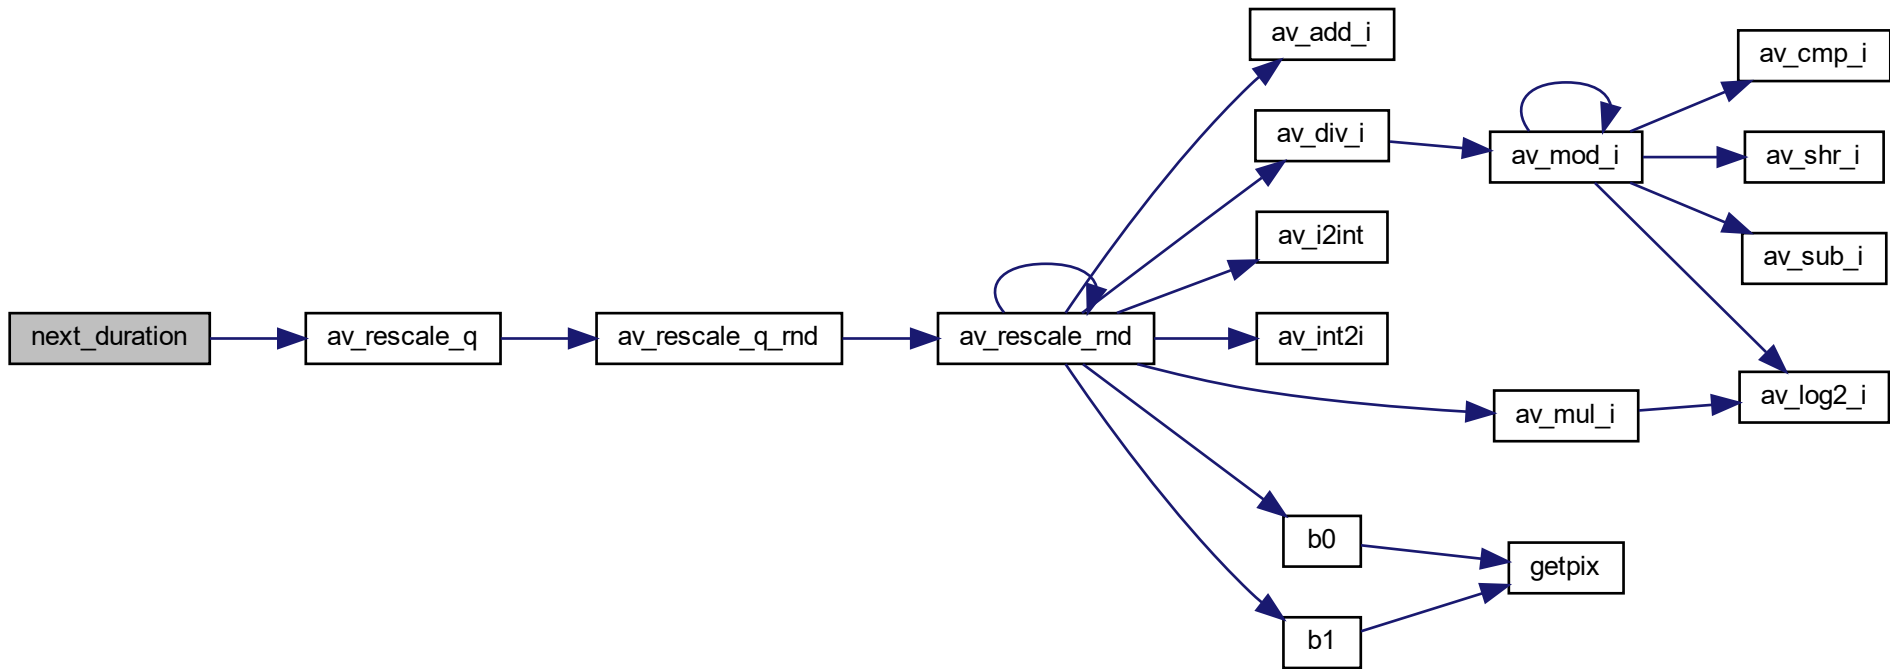 next_duration
av_rescale_q
av_rescale_q_rnd
av_rescale_rnd
av_add_i
av_div_i
av_i2int
av_int2i
av_mul_i
b0
b1
av_mod_i
getpix
av_cmp_i
av_shr_i
av_sub_i
av_log2_i